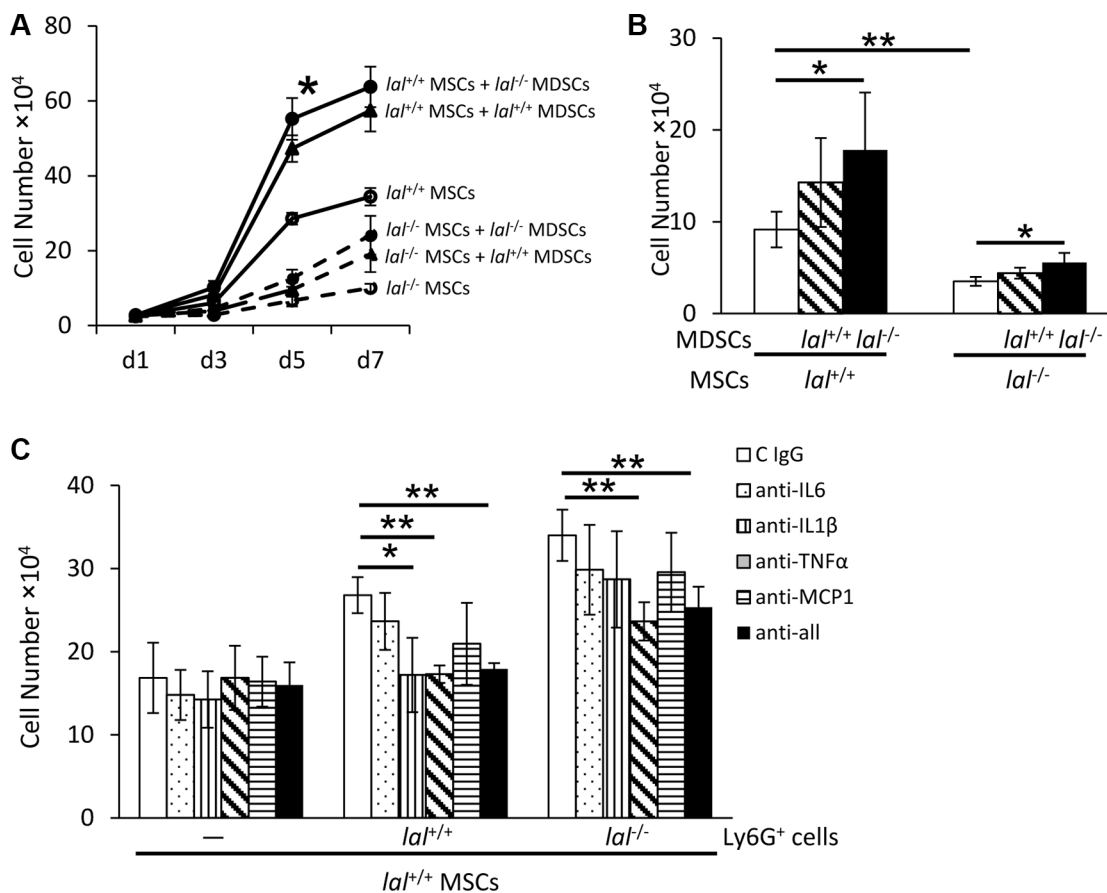 A
Cell Number ×10⁴
80
60
40
20
0
d1 d3 d5 d7
*
lal⁺/⁺ MSCs + lal⁻/⁻ MDSCs
lal⁺/⁺ MSCs + lal⁺/⁺ MDSCs
lal⁺/⁺ MSCs
lal⁻/⁻ MSCs + lal⁻/⁻ MDSCs
lal⁻/⁻ MSCs + lal⁺/⁺ MDSCs
lal⁻/⁻ MSCs
B
Cell Number ×10⁴
30
20
10
0
**
*
*
MDSCs lal⁺/⁺ lal⁻/⁻ lal⁺/⁺ lal⁻/⁻
MSCs lal⁺/⁺ lal⁻/⁻
C
Cell Number ×10⁴
40
30
20
10
0
**
**
*
**
**
C IgG
anti-IL6
anti-IL1β
anti-TNFα
anti-MCP1
anti-all
— lal⁺/⁺ lal⁻/⁻ Ly6G⁺ cells
lal⁺/⁺ MSCs